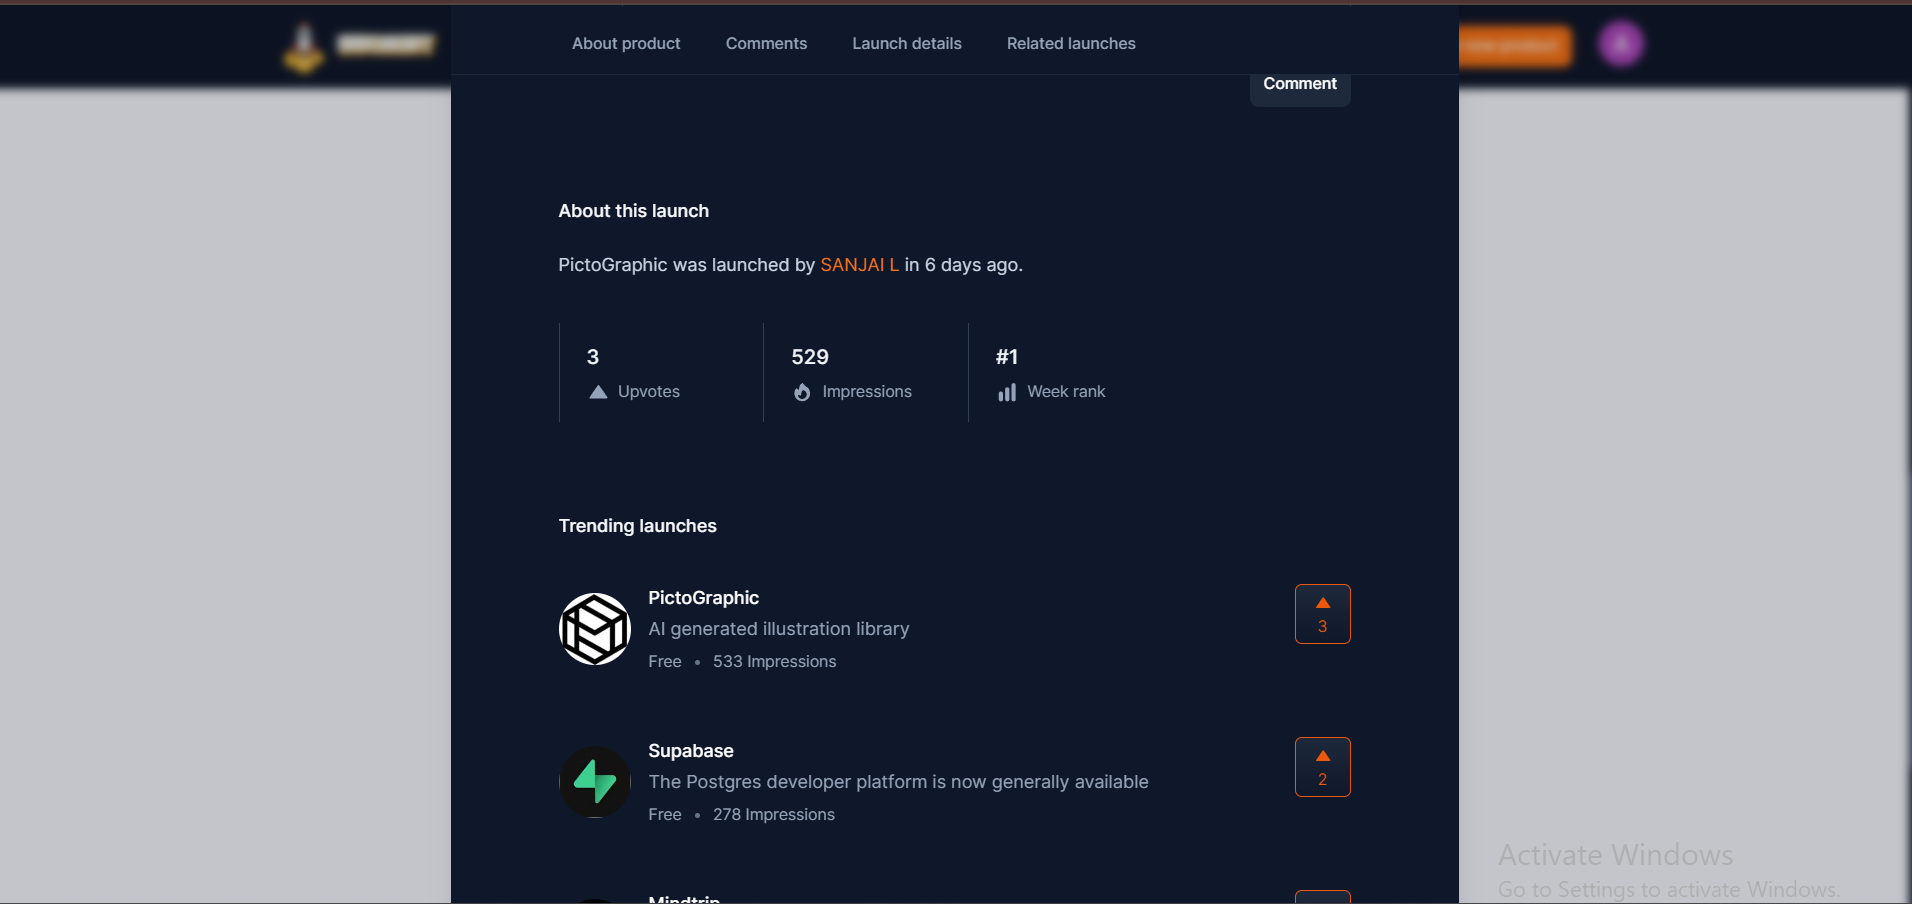 About product Comments Launch details Related launches
Comment
About this launch
PictoGraphic was launched by SANJAI L in 6 days ago.
3 529 #1
Upvotes Impressions Week rank
Trending launches
PictoGraphic
AI generated illustration library
Free • 533 Impressions
3
Supabase
The Postgres developer platform is now generally available
Free • 278 Impressions
2
Mindtrip
Activate Windows
Go to Settings to activate Windows.